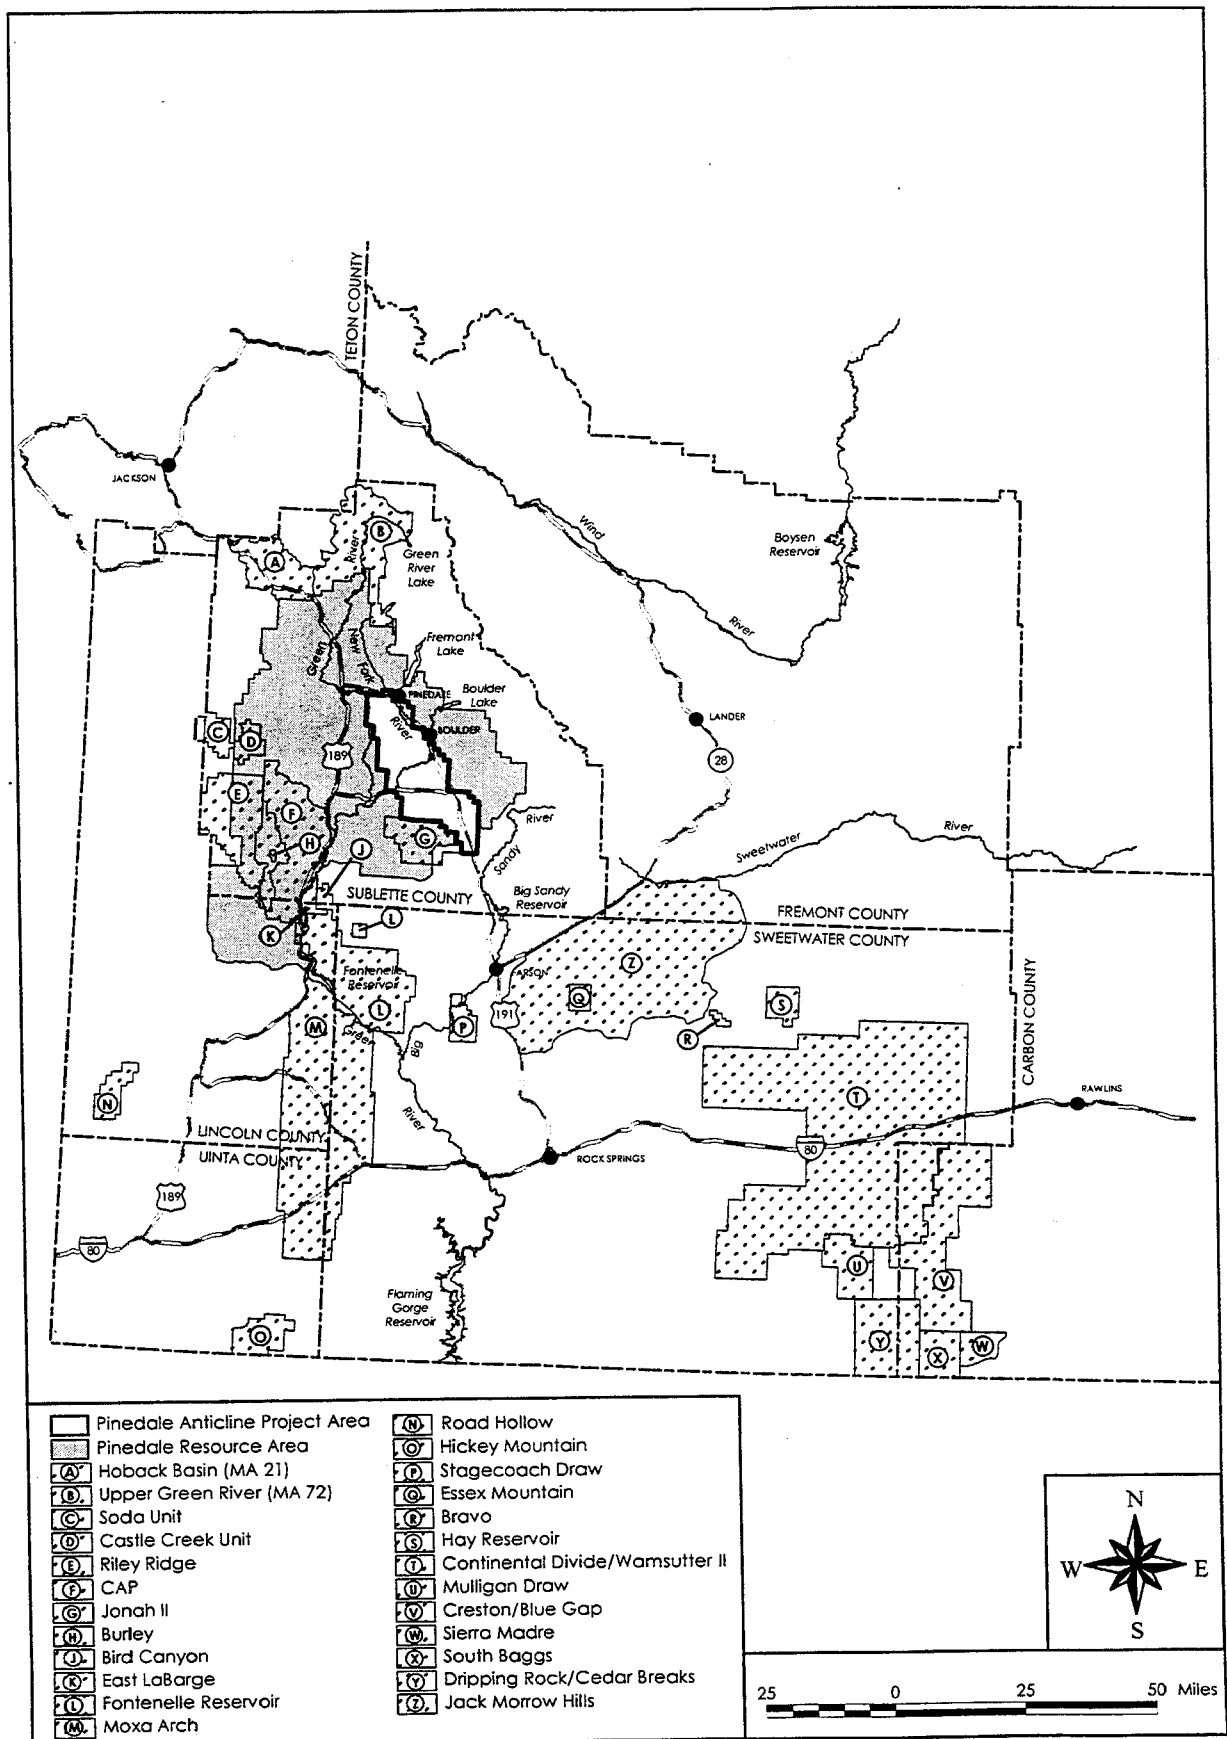 TETON COUNTY
JACKSON
Wind
River
Boysen
Reservoir
A
B
River
Green
River
Lake
Green
New
Fork
River
Fremont
Lake
PINEDALE
Boulder
Lake
BOULDER
LANDER
28
C
D
189
E
F
G
H
J
River
Sandy
Sweetwater
River
SUBLETTE COUNTY
Big Sandy
Reservoir
FREMONT COUNTY
SWEETWATER COUNTY
K
L
Fontenelle
Reservoir
ARSON
Z
Q
S
191
L
M
Green
P
Big
R
CARBON COUNTY
N
River
T
RAWLINS
LINCOLN COUNTY
UINTA COUNTY
ROCK SPRINGS
80
189
80
U
V
Flaming
Gorge
Reservoir
O
Y
X
W
Pinedale Anticline Project Area
Pinedale Resource Area
A Hoback Basin (MA 21)
B Upper Green River (MA 72)
C Soda Unit
D Castle Creek Unit
E Riley Ridge
F CAP
G Jonah II
H Burley
J Bird Canyon
K East LaBarge
L Fontenelle Reservoir
M Moxa Arch
N Road Hollow
O Hickey Mountain
P Stagecoach Draw
Q Essex Mountain
R Bravo
S Hay Reservoir
T Continental Divide/Wamsutter II
U Mulligan Draw
V Creston/Blue Gap
W Sierra Madre
X South Baggs
Y Dripping Rock/Cedar Breaks
Z Jack Morrow Hills
N
W E
S
25 0 25 50 Miles